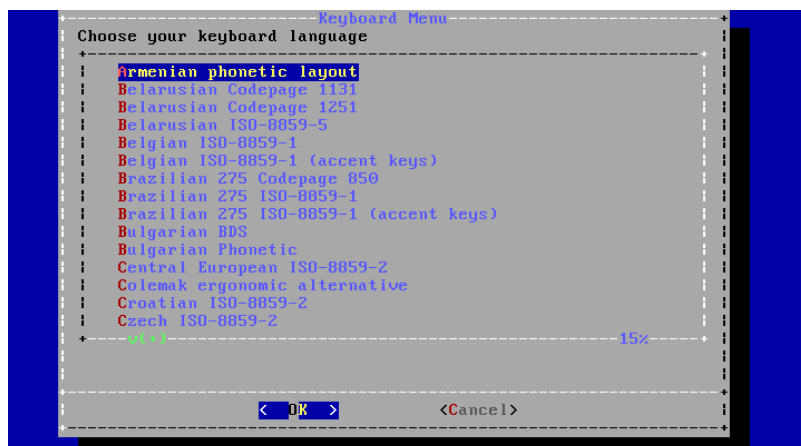 Keyboard Menu
Choose your keyboard language
Armenian phonetic layout
Belarusian Codepage 1131
Belarusian Codepage 1251
Belarusian ISO-8859-5
Belgian ISO-8859-1
Belgian ISO-8859-1 (accent keys)
Brazilian 275 Codepage 850
Brazilian 275 ISO-8859-1
Brazilian 275 ISO-8859-1 (accent keys)
Bulgarian BDS
Bulgarian Phonetic
Central European ISO-8859-2
Colemak ergonomic alternative
Croatian ISO-8859-2
Czech ISO-8859-2
v(+) 15%
< OK > <Cancel>